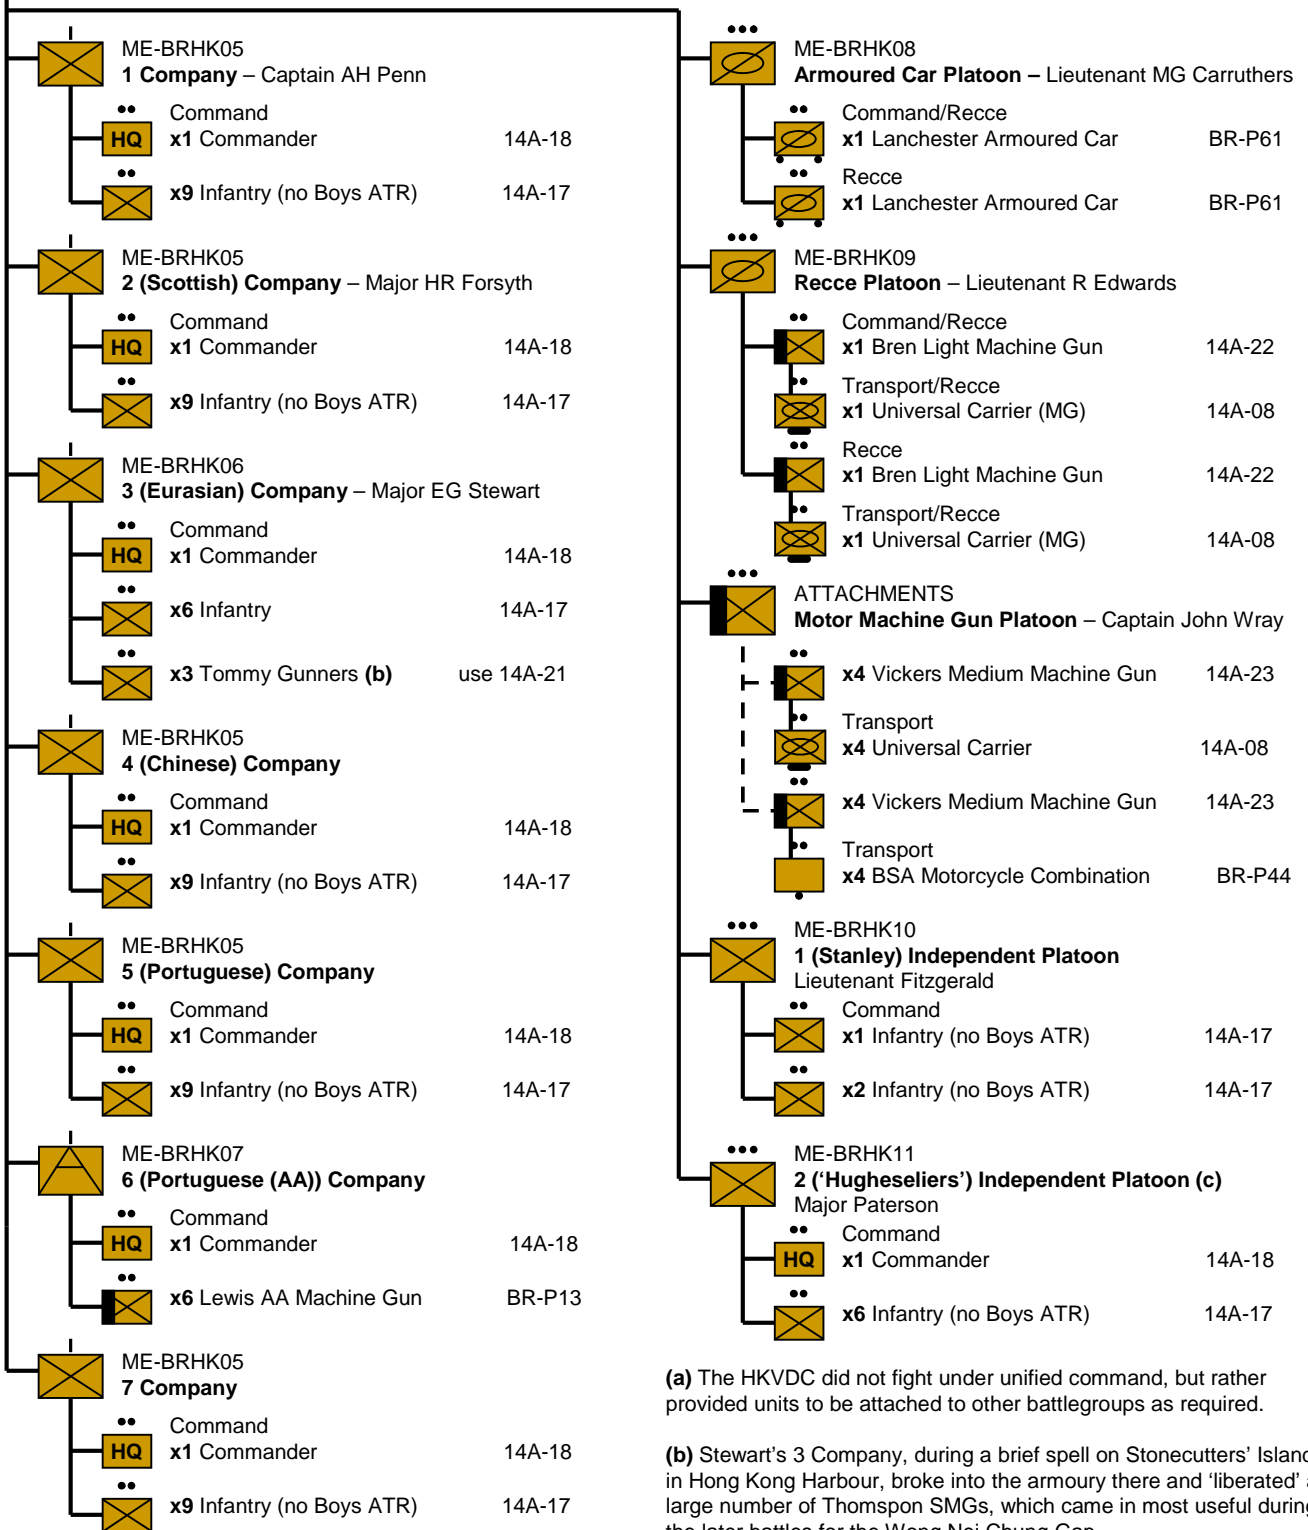 ME-BRHK05
1 Company – Captain AH Penn
Command
HQ x1 Commander 14A-18
x9 Infantry (no Boys ATR) 14A-17
ME-BRHK05
2 (Scottish) Company – Major HR Forsyth
Command
HQ x1 Commander 14A-18
x9 Infantry (no Boys ATR) 14A-17
ME-BRHK06
3 (Eurasian) Company – Major EG Stewart
Command
HQ x1 Commander 14A-18
x6 Infantry 14A-17
x3 Tommy Gunners (b) use 14A-21
ME-BRHK05
4 (Chinese) Company
Command
HQ x1 Commander 14A-18
x9 Infantry (no Boys ATR) 14A-17
ME-BRHK05
5 (Portuguese) Company
Command
HQ x1 Commander 14A-18
x9 Infantry (no Boys ATR) 14A-17
ME-BRHK07
6 (Portuguese (AA)) Company
Command
HQ x1 Commander 14A-18
x6 Lewis AA Machine Gun BR-P13
ME-BRHK05
7 Company
Command
HQ x1 Commander 14A-18
x9 Infantry (no Boys ATR) 14A-17
ME-BRHK08
Armoured Car Platoon – Lieutenant MG Carruthers
Command/Recce
x1 Lanchester Armoured Car BR-P61
Recce
x1 Lanchester Armoured Car BR-P61
ME-BRHK09
Recce Platoon – Lieutenant R Edwards
Command/Recce
x1 Bren Light Machine Gun 14A-22
Transport/Recce
x1 Universal Carrier (MG) 14A-08
Recce
x1 Bren Light Machine Gun 14A-22
Transport/Recce
x1 Universal Carrier (MG) 14A-08
ATTACHMENTS
Motor Machine Gun Platoon – Captain John Wray
x4 Vickers Medium Machine Gun 14A-23
Transport
x4 Universal Carrier 14A-08
x4 Vickers Medium Machine Gun 14A-23
Transport
x4 BSA Motorcycle Combination BR-P44
ME-BRHK10
1 (Stanley) Independent Platoon
Lieutenant Fitzgerald
Command
x1 Infantry (no Boys ATR) 14A-17
x2 Infantry (no Boys ATR) 14A-17
ME-BRHK11
2 (‘Hugheseliers’) Independent Platoon (c)
Major Paterson
Command
HQ x1 Commander 14A-18
x6 Infantry (no Boys ATR) 14A-17
(a) The HKVDC did not fight under unified command, but rather
provided units to be attached to other battlegroups as required.
(b) Stewart’s 3 Company, during a brief spell on Stonecutters’ Island
in Hong Kong Harbour, broke into the armoury there and ‘liberated’ a
large number of Thomspon SMGs, which came in most useful during
the later battles for the Wong Nei Chung Gap